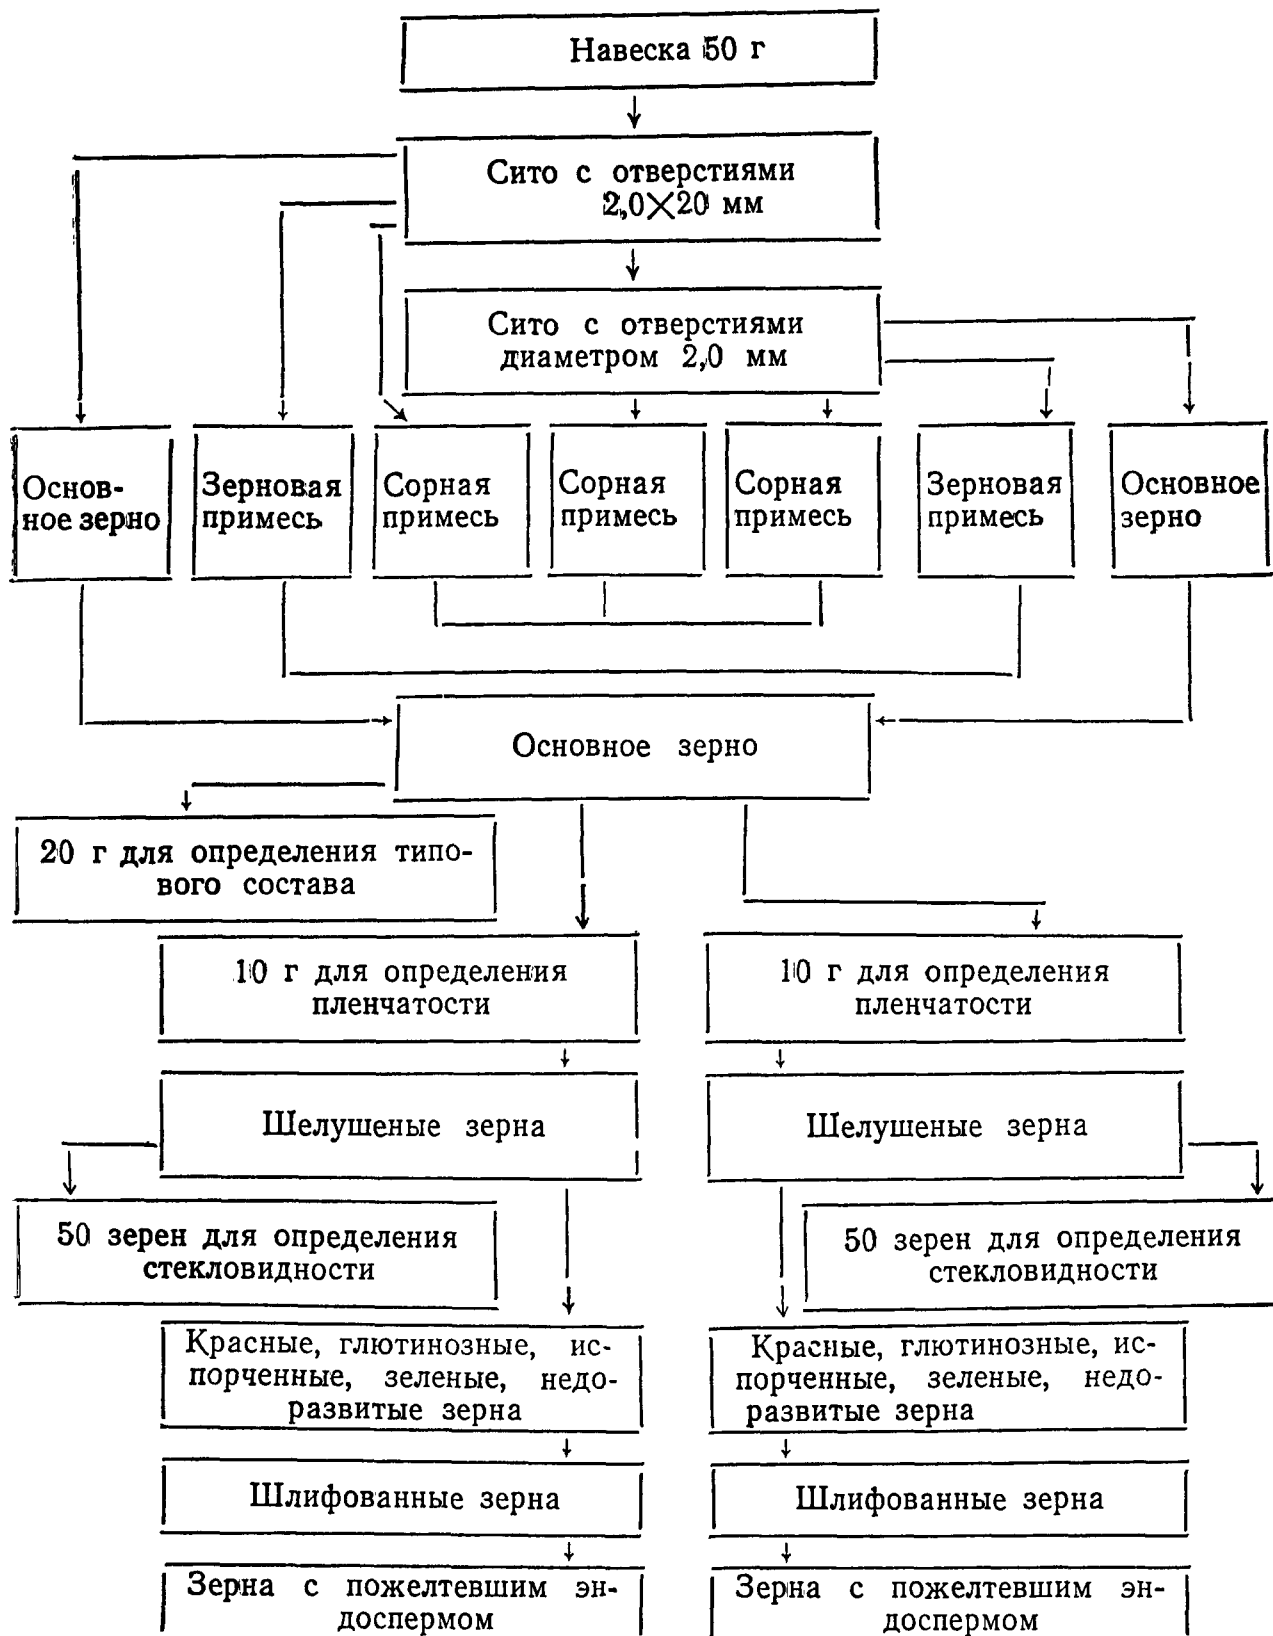 Навеска 50 г
Сито с отверстиями
2,0×20 мм
Сито с отверстиями
диаметром 2,0 мм
Основ-
ное зерно
Зерновая
примесь
Сорная
примесь
Сорная
примесь
Сорная
примесь
Зерновая
примесь
Основное
зерно
Основное зерно
20 г для определения типо-
вого состава
10 г для определения
пленчатости
10 г для определения
пленчатости
Шелушеные зерна
Шелушеные зерна
50 зерен для определения
стекловидности
50 зерен для определения
стекловидности
Красные, глютинозные, ис-
порченные, зеленые, недо-
развитые зерна
Красные, глютинозные, ис-
порченные, зеленые, недо-
развитые зерна
Шлифованные зерна
Шлифованные зерна
Зерна с пожелтевшим эн-
доспермом
Зерна с пожелтевшим эн-
доспермом